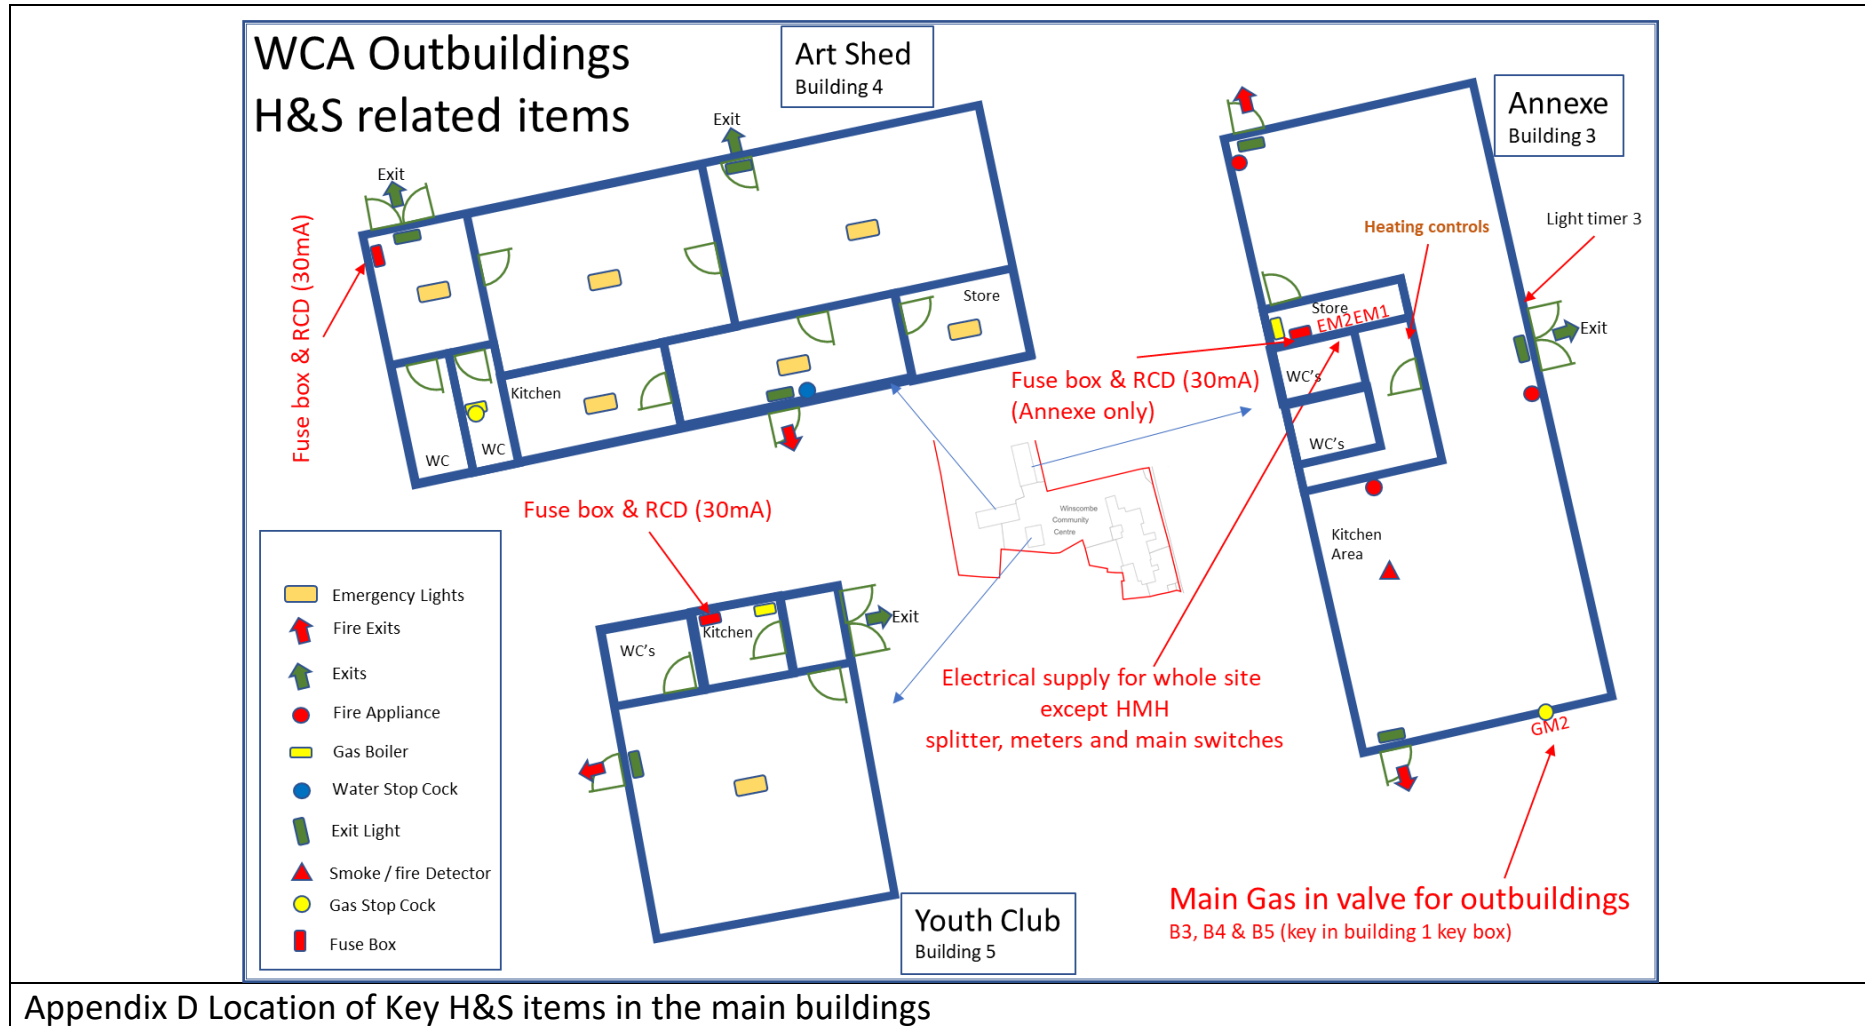 WCA Outbuildings
H&S related items
Art Shed
Building 4
Annexe
Building 3
Exit
Exit
Fuse box & RCD (30mA)
Store
Kitchen
WC
WC
Heating controls
Light timer 3
Store
EM2EM1
Exit
WC's
WC's
Fuse box & RCD (30mA)
(Annexe only)
Kitchen
Area
Winscombe
Community
Centre
Fuse box & RCD (30mA)
WC's
Kitchen
Exit
Electrical supply for whole site
except HMH
splitter, meters and main switches
GM2
Main Gas in valve for outbuildings
B3, B4 & B5 (key in building 1 key box)
Youth Club
Building 5
Emergency Lights
Fire Exits
Exits
Fire Appliance
Gas Boiler
Water Stop Cock
Exit Light
Smoke / fire Detector
Gas Stop Cock
Fuse Box
Appendix D Location of Key H&S items in the main buildings